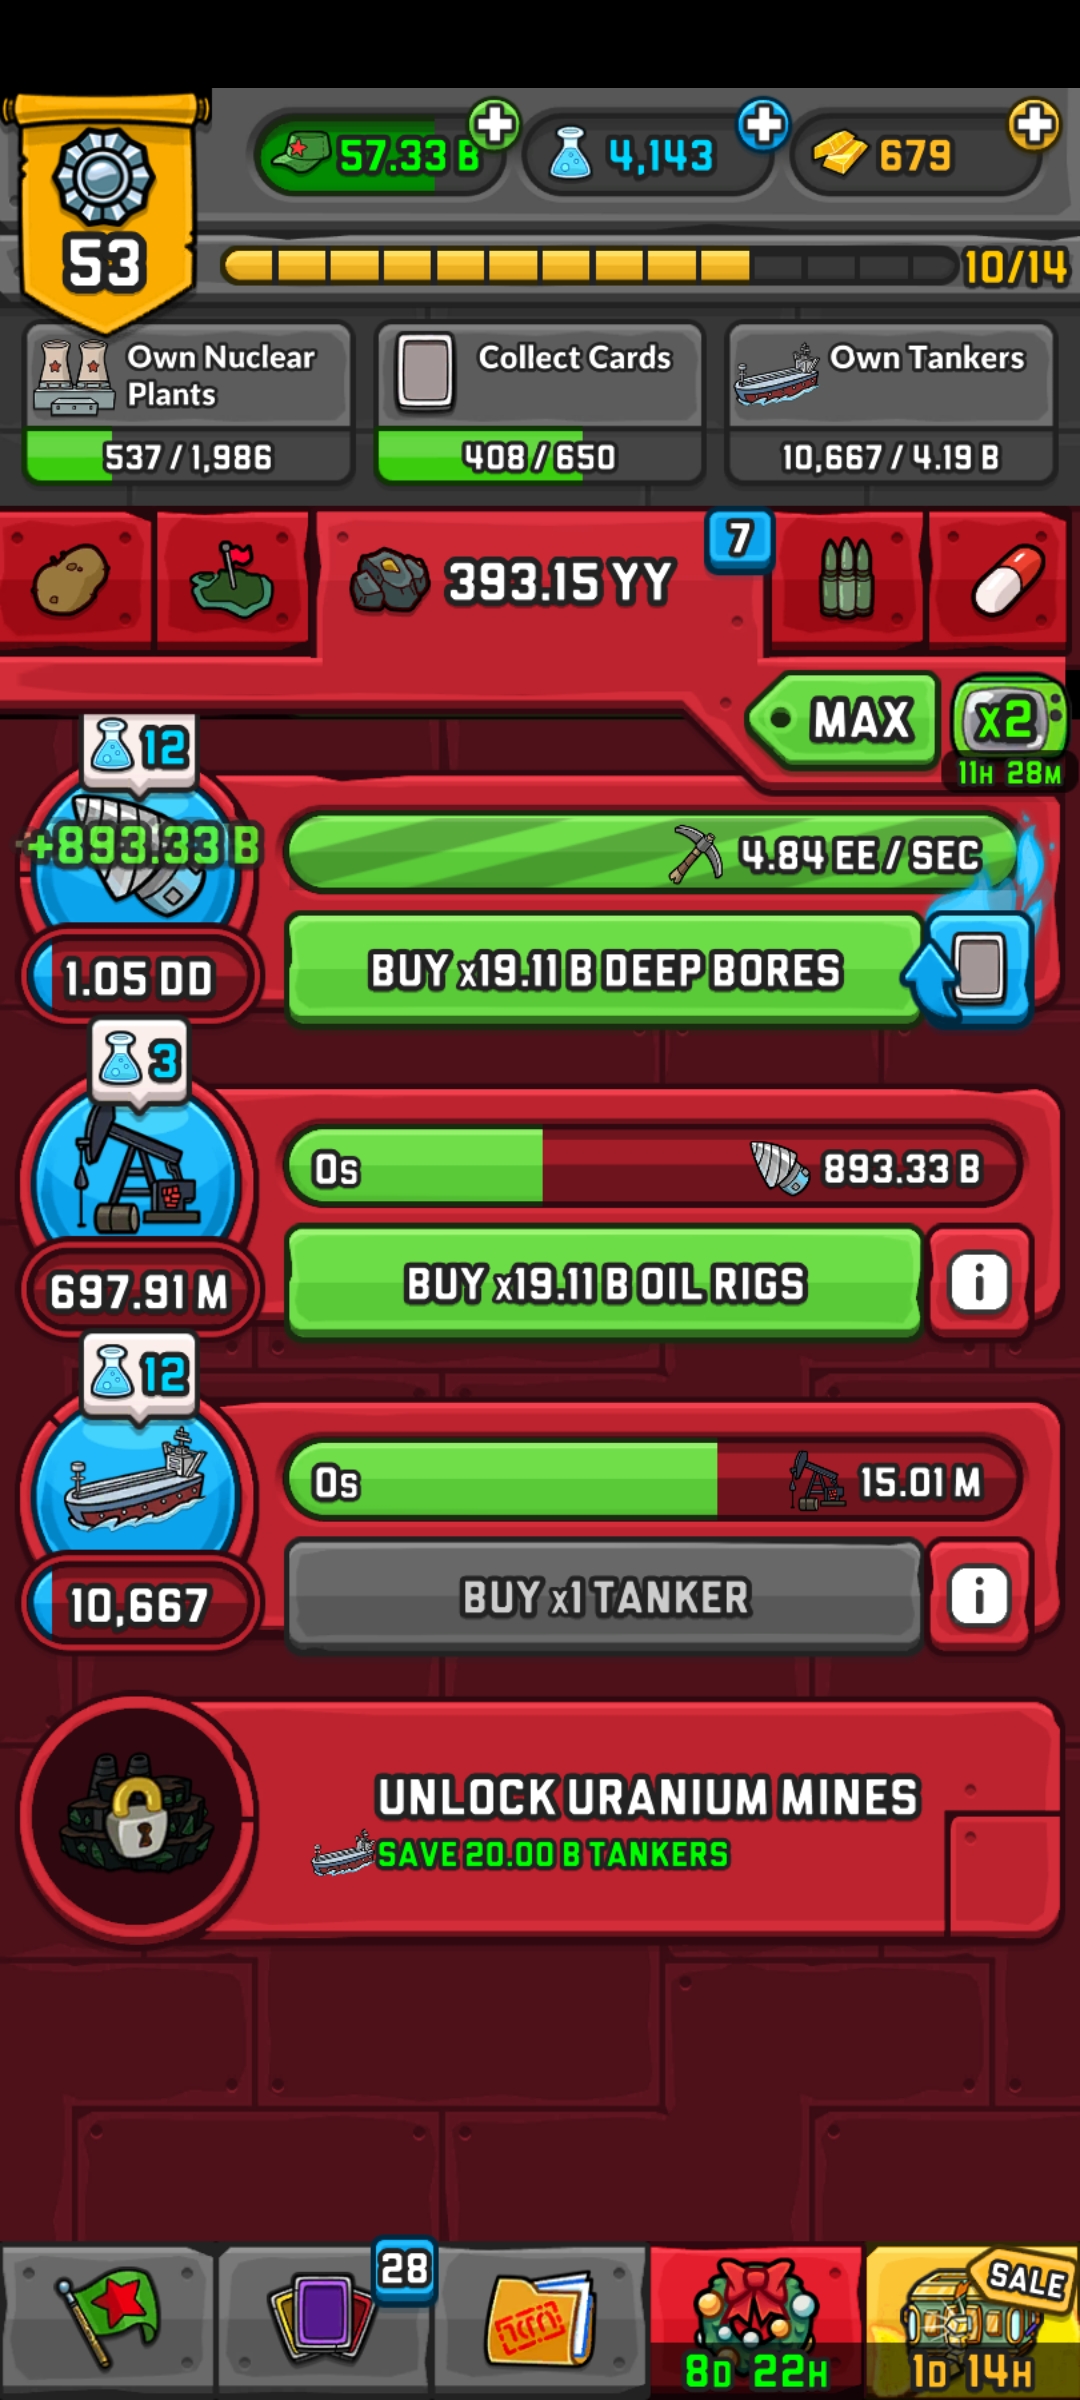 57.33 B
4,143
679
53
10/14
Own Nuclear
Plants
Collect Cards
Own Tankers
537 / 1,986
408 / 650
10,667 / 4.19 B
393.15 YY
7
MAX
x2
11H 28M
12
+893.33 B
4.84 EE / SEC
1.05 DD
BUY x19.11 B DEEP BORES
3
0s
893.33 B
697.91 M
BUY x19.11 B OIL RIGS
i
12
0s
15.01 M
10,667
BUY x1 TANKER
i
UNLOCK URANIUM MINES
SAVE 20.00 B TANKERS
28
SALE
8D 22H
1D 14H